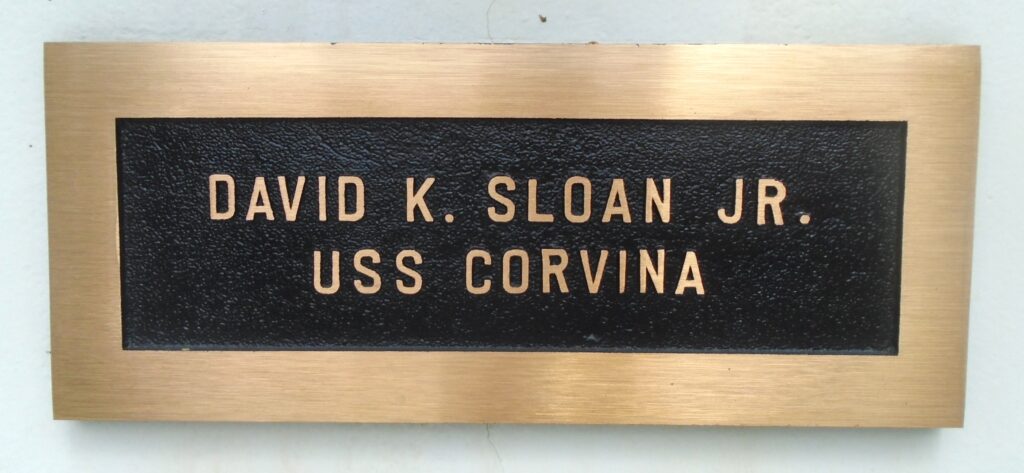 DAVID K. SLOAN JR.
USS CORVINA